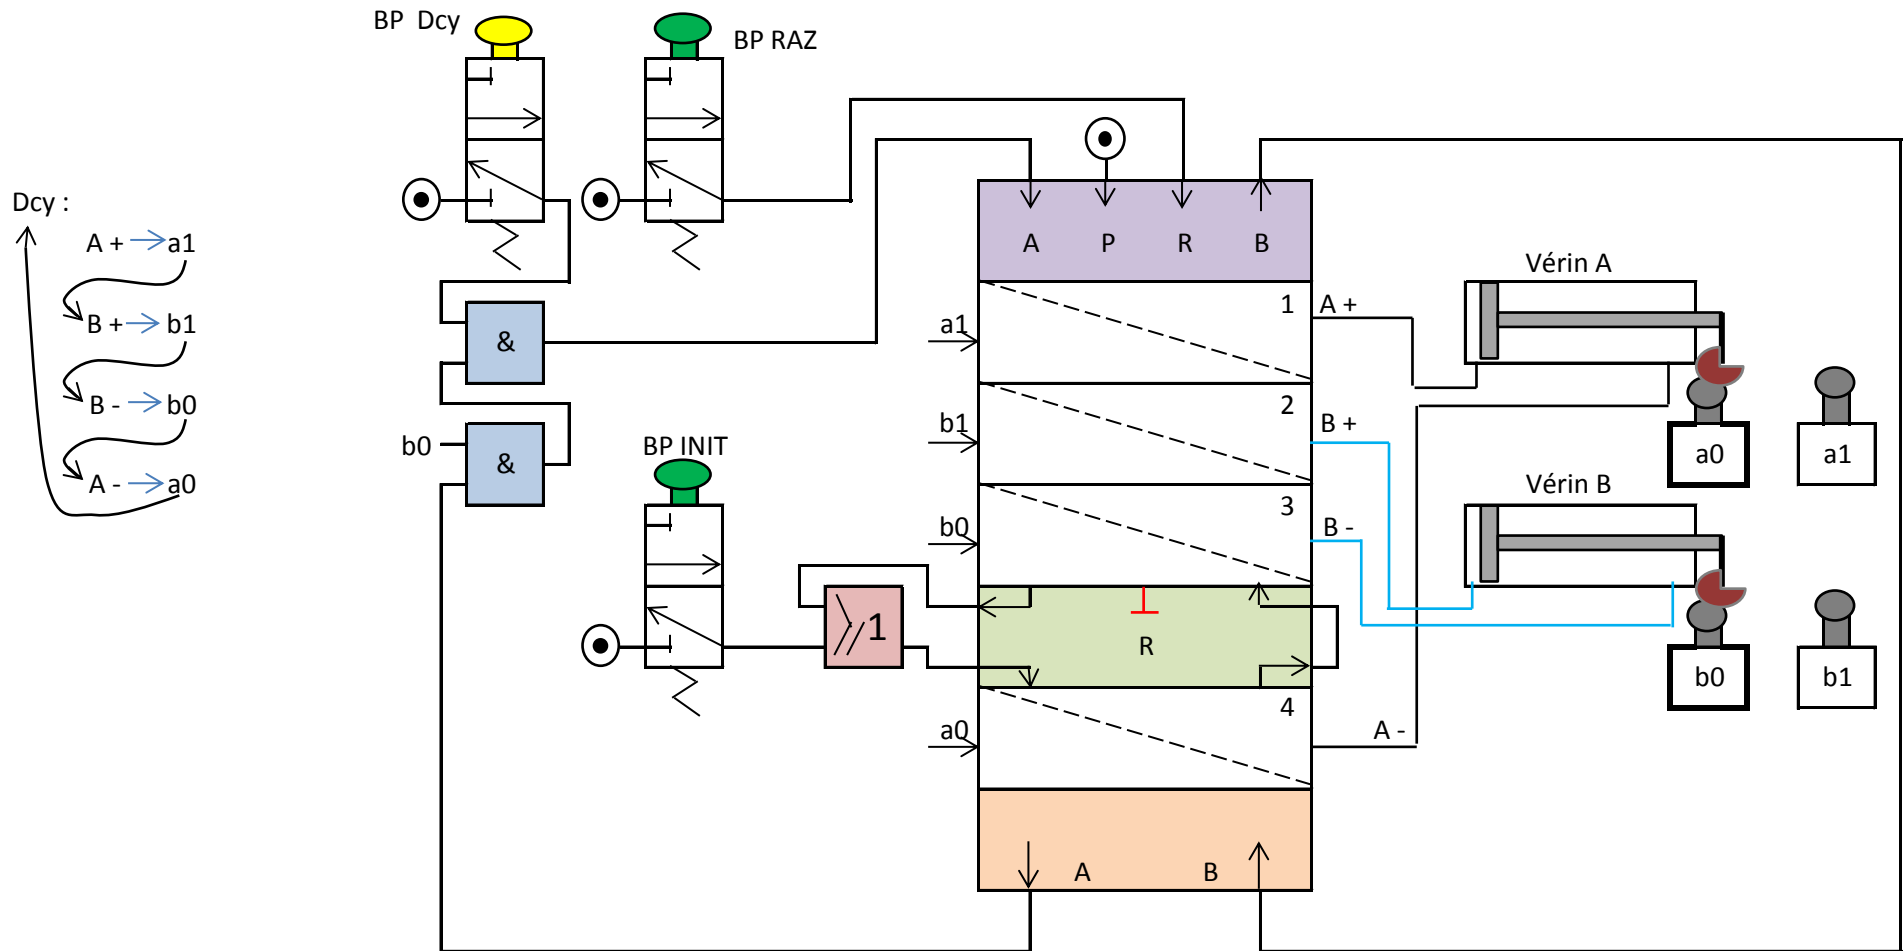 BP Dcy
BP RAZ
Dcy :
A + a1
B + b1
B - b0
A - a0
&
b0
&
BP INIT
1
A P R B
1
a1
A +
2
b1
B +
3
b0
B -
R
4
a0
A -
A B
Vérin A
a0
a1
Vérin B
b0
b1